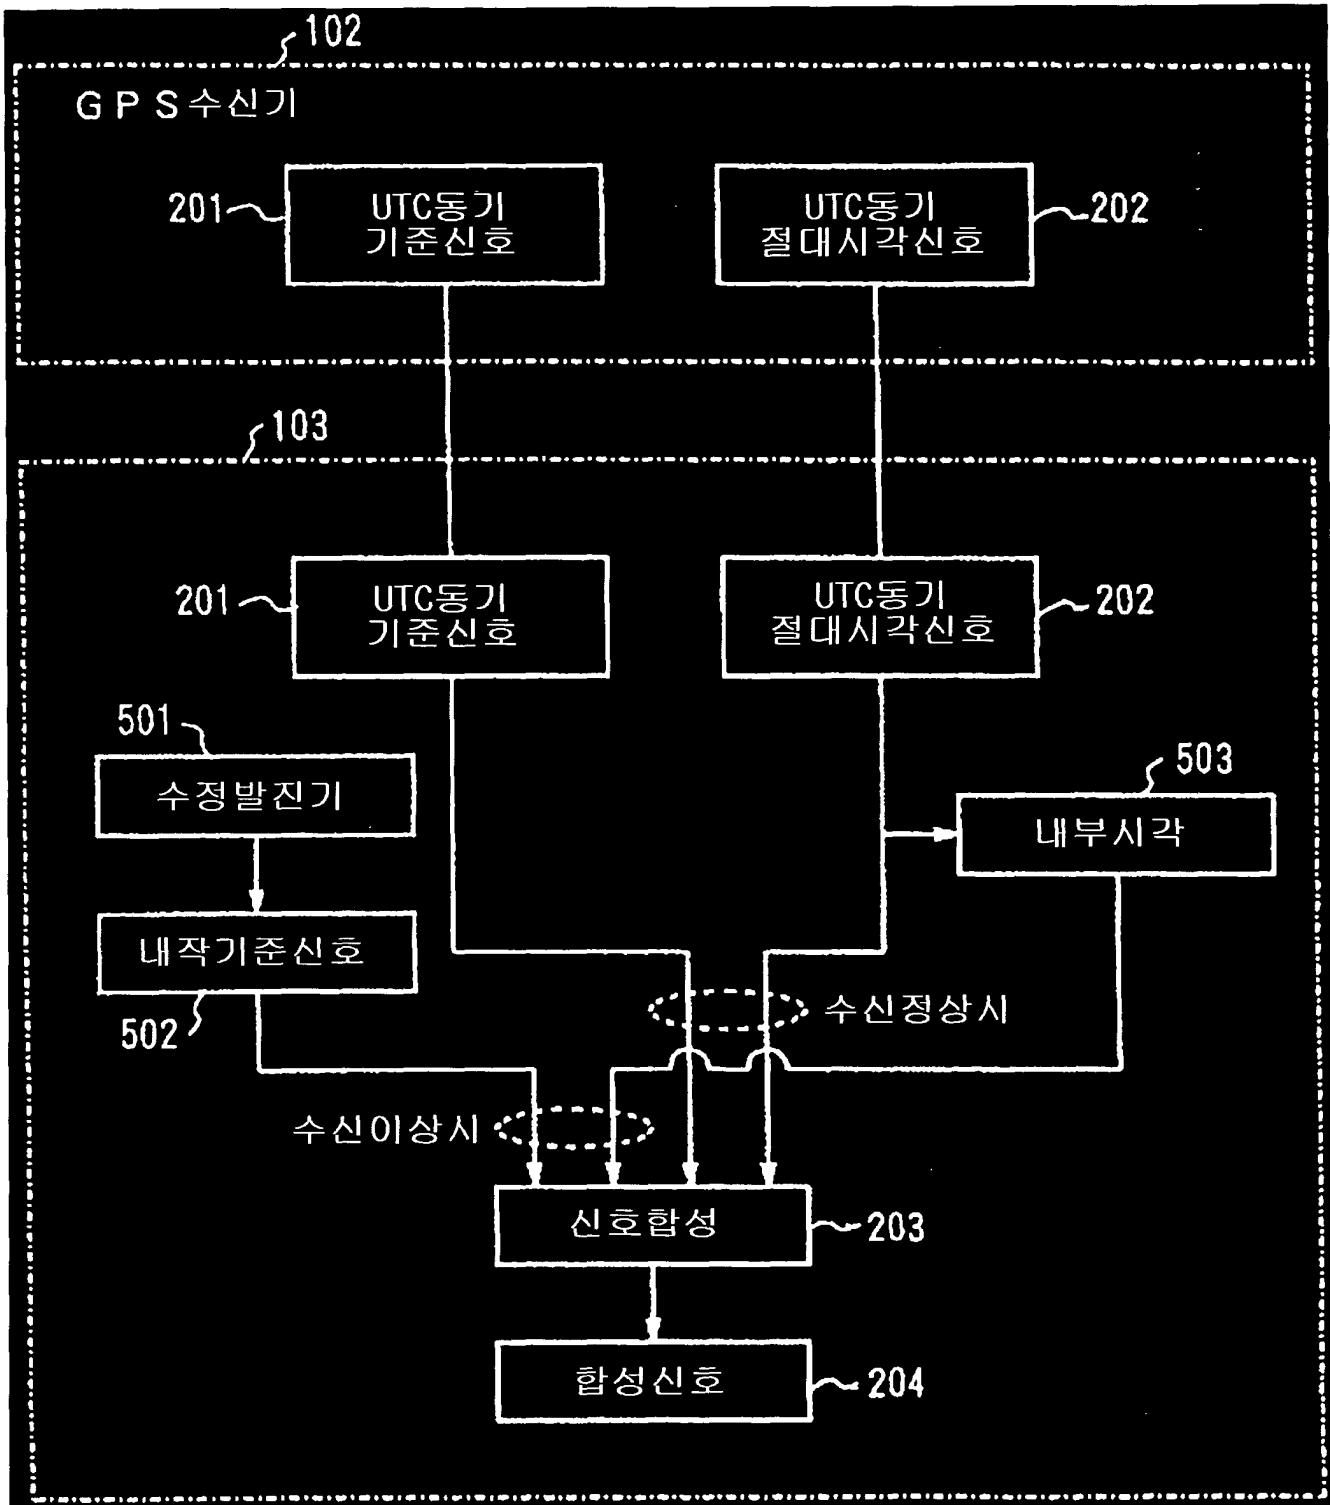 102
GPS수신기
201
UTC동기
기준신호
UTC동기
절대시각신호
202
103
201
UTC동기
기준신호
UTC동기
절대시각신호
202
501
수정발진기
503
내부시각
내작기준신호
502
수신정상시
수신이상시
신호합성
203
합성신호
204